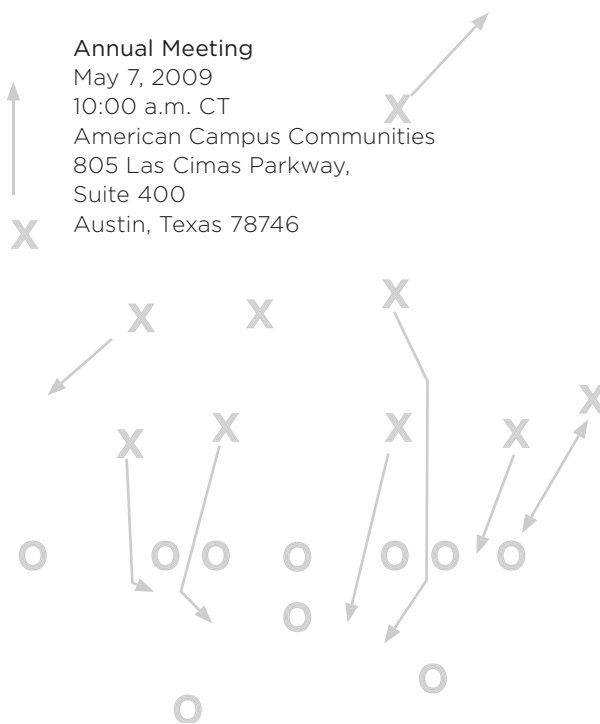 Annual Meeting
May 7, 2009
10:00 a.m. CT
American Campus Communities
805 Las Cimas Parkway,
Suite 400
Austin, Texas 78746
X
X
X X X
X X X X X
O O O O O O O
O
O
O